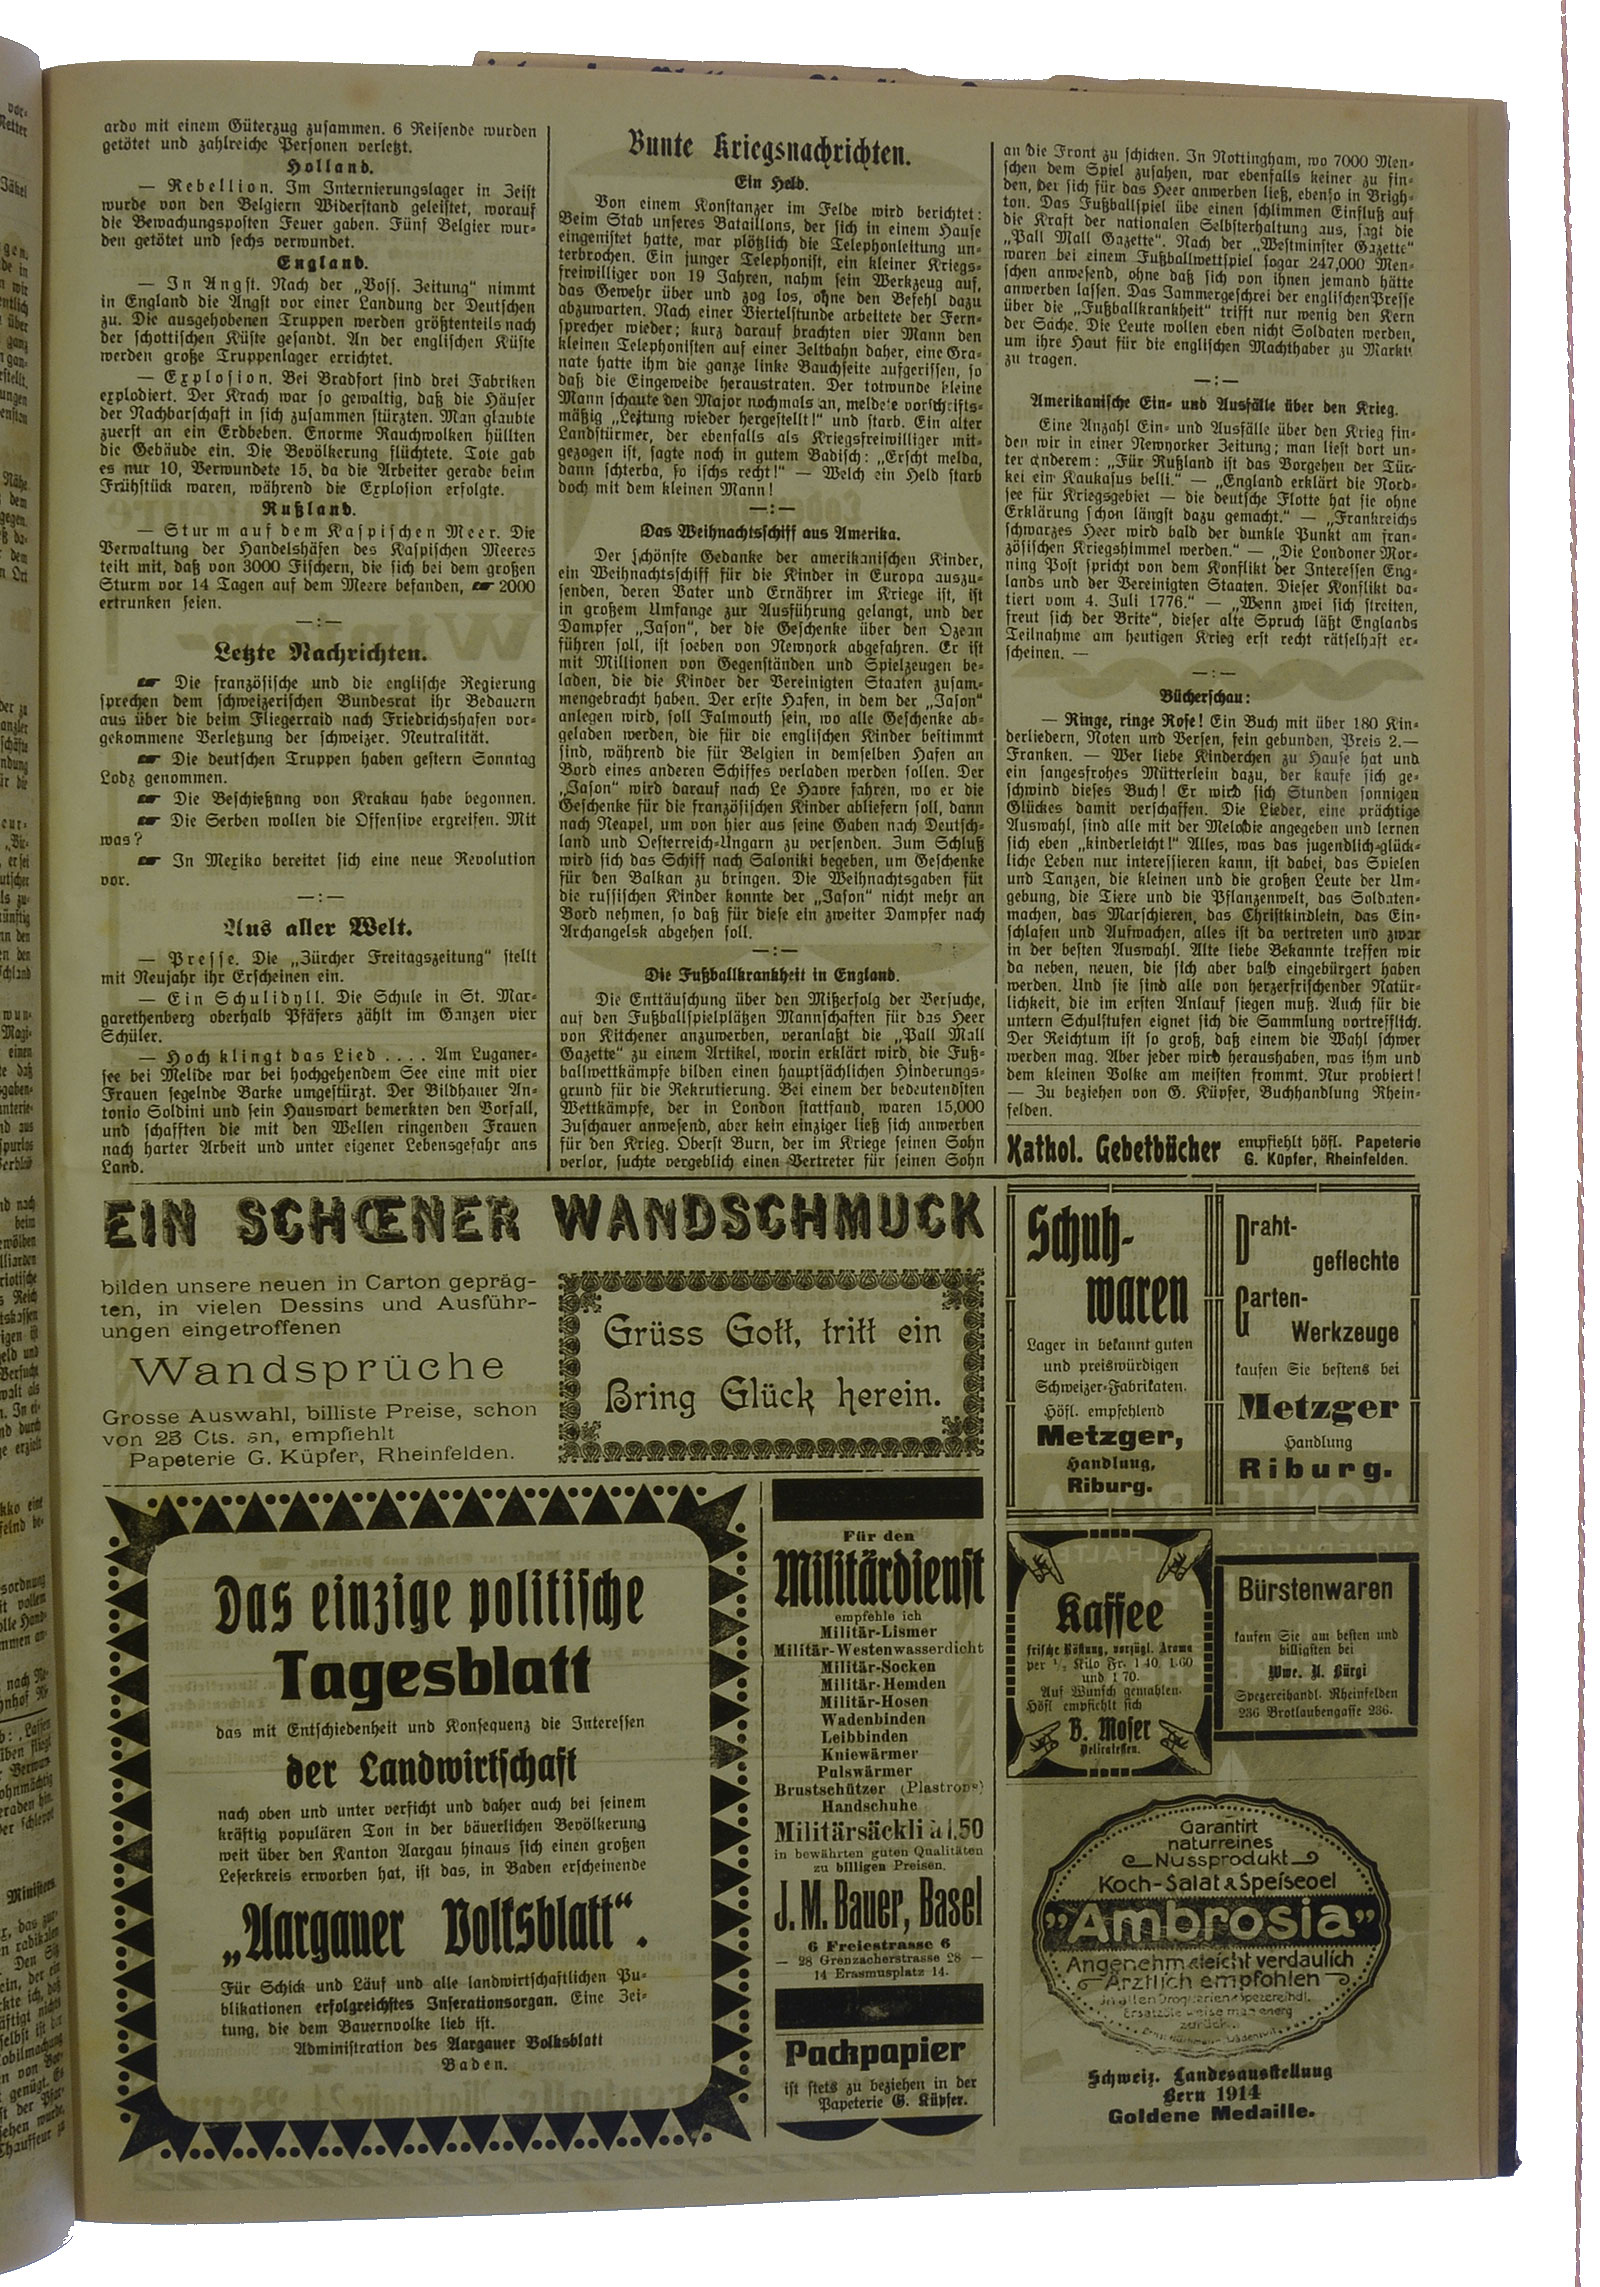 ardo mit einem Güterzug zusammen. 6 Reisende wurden
getötet und zahlreiche Personen verletzt.
Holland.
— Rebellion. Im Internierungslager in Zeist
wurde von den Belgiern Widerstand geleistet, worauf
die Bewachungsposten Feuer gaben. Fünf Belgier wur-
den getötet und sechs verwundet.
England.
— In Angst. Nach der „Voss. Zeitung“ nimmt
in England die Angst vor einer Landung der Deutschen
zu. Die ausgehobenen Truppen werden größtenteils nach
der schottischen Küste gesandt. An der englischen Küste
werden große Truppenlager errichtet.
— Explosion. Bei Bradfort sind drei Fabriken
explodiert. Der Krach war so gewaltig, daß die Häuser
der Nachbarschaft in sich zusammen stürzten. Man glaubte
zuerst an ein Erdbeben. Enorme Rauchwolken hüllten
die Gebäude ein. Die Bevölkerung flüchtete. Tote gab
es nur 10, Verwundete 15, da die Arbeiter gerade beim
Frühstück waren, während die Explosion erfolgte.
Rußland.
— Sturm auf dem Kaspischen Meer. Die
Verwaltung der Handelshäfen des Kaspischen Meeres
teilt mit, daß von 3000 Fischern, die sich bei dem großen
Sturm vor 14 Tagen auf dem Meere befanden, ☛ 2000
ertrunken seien.
—:—
Letzte Nachrichten.
☛ Die französische und die englische Regierung
sprechen dem schweizerischen Bundesrat ihr Bedauern
aus über die beim Fliegerraid nach Friedrichshafen vor-
gekommene Verletzung der schweizer. Neutralität.
☛ Die deutschen Truppen haben gestern Sonntag
Lodz genommen.
☛ Die Beschießung von Krakau habe begonnen.
☛ Die Serben wollen die Offensive ergreifen. Mit
was?
☛ In Mexiko bereitet sich eine neue Revolution
vor.
—:—
Aus aller Welt.
— Presse. Die „Zürcher Freitagszeitung“ stellt
mit Neujahr ihr Erscheinen ein.
— Ein Schulidyll. Die Schule in St. Mar-
garethenberg oberhalb Pfäfers zählt im Ganzen vier
Schüler.
— Hoch klingt das Lied .... Am Luganer-
see bei Melide war bei hochgehendem See eine mit vier
Frauen segelnde Barke umgestürzt. Der Bildhauer An-
tonio Soldini und sein Hauswart bemerkten den Vorfall,
und schafften die mit den Wellen ringenden Frauen
nach harter Arbeit und unter eigener Lebensgefahr ans
Land.
Bunte Kriegsnachrichten.
Ein Held.
Von einem Konstanzer im Felde wird berichtet:
Beim Stab unseres Bataillons, der sich in einem Hause
eingenistet hatte, war plötzlich die Telephonleitung un-
terbrochen. Ein junger Telephonist, ein kleiner Kriegs-
freiwilliger von 19 Jahren, nahm sein Werkzeug auf,
das Gewehr über und zog los, ohne den Befehl dazu
abzuwarten. Nach einer Viertelstunde arbeitete der Fern-
sprecher wieder; kurz darauf brachten vier Mann den
kleinen Telephonisten auf einer Zeltbahn daher, eine Gra-
nate hatte ihm die ganze linke Bauchseite aufgerissen, so
daß die Eingeweide heraustraten. Der totwunde kleine
Mann schaute den Major nochmals an, meldete vorschrifts-
mäßig „Leitung wieder hergestellt!“ und starb. Ein alter
Landstürmer, der ebenfalls als Kriegsfreiwilliger mit-
gezogen ist, sagte noch in gutem Badisch: „Erscht melda,
dann schterba, so ischs recht!“ — Welch ein Held starb
doch mit dem kleinen Mann!
—:—
Das Weihnachtsschiff aus Amerika.
Der schönste Gedanke der amerikanischen Kinder,
ein Weihnachtsschiff für die Kinder in Europa auszu-
senden, deren Vater und Ernährer im Kriege ist, ist
in großem Umfange zur Ausführung gelangt, und der
Dampfer „Jason“, der die Geschenke über den Ozean
führen soll, ist soeben von Newyork abgefahren. Er ist
mit Millionen von Gegenständen und Spielzeugen be-
laden, die die Kinder der Vereinigten Staaten zusam-
mengebracht haben. Der erste Hafen, in dem der „Jason“
anlegen wird, soll Falmouth sein, wo alle Geschenke ab-
geladen werden, die für die englischen Kinder bestimmt
sind, während die für Belgien in demselben Hafen an
Bord eines anderen Schiffes verladen werden sollen. Der
„Jason“ wird darauf nach Le Havre fahren, wo er die
Geschenke für die französischen Kinder abliefern soll, dann
nach Neapel, um von hier aus seine Gaben nach Deutsch-
land und Oesterreich-Ungarn zu versenden. Zum Schluß
wird sich das Schiff nach Saloniki begeben, um Geschenke
für den Balkan zu bringen. Die Weihnachtsgaben für
die russischen Kinder konnte der „Jason“ nicht mehr an
Bord nehmen, so daß für diese ein zweiter Dampfer nach
Archangelsk abgehen soll.
—:—
Die Fußballkrankheit in England.
Die Enttäuschung über den Mißerfolg der Versuche,
auf den Fußballspielplätzen Mannschaften für das Heer
von Kitchener anzuwerben, veranlaßt die „Pall Mall
Gazette“ zu einem Artikel, worin erklärt wird, die Fuß-
ballwettkämpfe bilden einen hauptsächlichen Hinderungs-
grund für die Rekrutierung. Bei einem der bedeutendsten
Wettkämpfe, der in London stattfand, waren 15,000
Zuschauer anwesend, aber kein einziger ließ sich anwerben
für den Krieg. Oberst Burn, der im Kriege seinen Sohn
verlor, suchte vergeblich einen Vertreter für seinen Sohn
an die Front zu schicken. In Nottingham, wo 7000 Men-
schen dem Spiel zusahen, war ebenfalls keiner zu fin-
den, der sich für das Heer anwerben ließ, ebenso in Brigh-
ton. Das Fußballspiel übe einen schlimmen Einfluß auf
die Kraft der nationalen Selbsterhaltung aus, sagt die
„Pall Mall Gazette“. Nach der „Westminster Gazette“
waren bei einem Fußballwettspiel sogar 247,000 Men-
schen anwesend, ohne daß sich von ihnen jemand hätte
anwerben lassen. Das Jammergeschrei der englischen Presse
über die „Fußballkrankheit“ trifft nur wenig den Kern
der Sache. Die Leute wollen eben nicht Soldaten werden,
um ihre Haut für die englischen Machthaber zu Markt
zu tragen.
—:—
Amerikanische Ein- und Ausfälle über den Krieg.
Eine Anzahl Ein- und Ausfälle über den Krieg fin-
den wir in einer Newyorker Zeitung; man liest dort un-
ter anderem: „Für Rußland ist das Vorgehen der Tür-
kei ein Kaukasus belli.“ — „England erklärt die Nord-
see für Kriegsgebiet — die deutsche Flotte hat sie ohne
Erklärung schon längst dazu gemacht.“ — „Frankreichs
schwarzes Heer wird bald der dunkle Punkt am fran-
zösischen Kriegshimmel werden.“ — „Die Londoner Mor-
ning Post spricht von dem Konflikt der Interessen Eng-
lands und der Vereinigten Staaten. Dieser Konflikt da-
tiert vom 4. Juli 1776.“ — „Wenn zwei sich streiten,
freut sich der Brite“, dieser alte Spruch läßt Englands
Teilnahme am heutigen Krieg erst recht rätselhaft er-
scheinen. —
—:—
Bücherschau:
— Ringe, ringe Rose! Ein Buch mit über 180 Kin-
derliedern, Noten und Versen, fein gebunden, Preis 2.—
Franken. — Wer liebe Kinderchen zu Hause hat und
ein sangesfrohes Mütterlein dazu, der kaufe sich ge-
schwind dieses Buch! Er wird sich Stunden sonnigen
Glückes damit verschaffen. Die Lieder, eine prächtige
Auswahl, sind alle mit der Melodie angegeben und lernen
sich eben „kinderleicht!“ Alles, was das jugendlich-glück-
liche Leben nur interessieren kann, ist dabei, das Spielen
und Tanzen, die kleinen und die großen Leute der Um-
gebung, die Tiere und die Pflanzenwelt, das Soldaten-
machen, das Marschieren, das Christkindlein, das Ein-
schlafen und Aufwachen, alles ist da vertreten und zwar
in der besten Auswahl. Alte liebe Bekannte treffen wir
da neben, neuen, die sich aber bald eingebürgert haben
werden. Und sie sind alle von herzerfrischender Natür-
lichkeit, die im ersten Anlauf siegen muß. Auch für die
untern Schulstufen eignet sich die Sammlung vortrefflich.
Der Reichtum ist so groß, daß einem die Wahl schwer
werden mag. Aber jeder wird heraushaben, was ihm und
dem kleinen Volke am meisten frommt. Nur probiert!
— Zu beziehen von G. Küpfer, Buchhandlung Rhein-
felden.
Kathol. Gebetbücher empfiehlt höfl. Papeterie
G. Küpfer, Rheinfelden.
EIN SCHŒNER WANDSCHMUCK
bilden unsere neuen in Carton gepräg-
ten, in vielen Dessins und Ausführ-
ungen eingetroffenen
Wandsprüche
Grosse Auswahl, billiste Preise, schon
von 25 Cts. an, empfiehlt
Papeterie G. Küpfer, Rheinfelden.
Grüss Gott, tritt ein
Bring Glück herein.
Schuh-
waren
Lager in bekannt guten
und preiswürdigen
Schweizer-Fabrikaten.
Höfl. empfehlend
Metzger,
Handlung,
Riburg.
Draht-
geflechte
Garten-
Werkzeuge
kaufen Sie bestens bei
Metzger
Handlung
Riburg.
Das einzige politische
Tagesblatt
das mit Entschiedenheit und Konsequenz die Interessen
der Landwirtschaft
nach oben und unter verficht und daher auch bei seinem
kräftig populären Ton in der bäuerlichen Bevölkerung
weit über den Kanton Aargau hinaus sich einen großen
Leserkreis erworben hat, ist das, in Baden erscheinende
„Aargauer Volksblatt“.
Für Schick und Läuf und alle landwirtschaftlichen Pu-
blikationen erfolgreichstes Inserationsorgan. Eine Zei-
tung, die dem Bauernvolke lieb ist.
Administration des Aargauer Volksblatt
Baden.
Für den
Militärdienst
empfehle ich
Militär-Lismer
Militär-Westen wasserdicht
Militär-Socken
Militär-Hemden
Militär-Hosen
Wadenbinden
Leibbinden
Kniewärmer
Pulswärmer
Brustschützer (Plastrons)
Handschuhe
Militärsäckli à 1.50
in bewährten guten Qualitäten
zu billigen Preisen.
J. M. Bauer, Basel
6 Freiestrasse 6
— 28 Grenzacherstrasse 28 —
14 Erasmusplatz 14.
Packpapier
ist stets zu beziehen in der
Papeterie G. Küpfer.
Kaffee
frische Röstung, vorzügl. Aroma
per ½ Kilo Fr. 1.40, 1.60
und 1.70.
Auf Wunsch gemahlen.
Höfl. empfiehlt sich
B. Moser
Delicatessen.
Bürstenwaren
kaufen Sie am besten und
billigsten bei
Wwe. A. Bürgi
Spezereihandl. Rheinfelden
236 Brotlaubengasse 236.
Garantirt
naturreines
Nussprodukt
Koch-Salat & Speiseoel
„Ambrosia“
Angenehm & leicht verdaulich
Ärztlich empfohlen
in allen Drogerien & Spezereihdl.
Ersatzöle weise man energ.
zurück.
Schweiz. Landesausstellung
Bern 1914
Goldene Medaille.